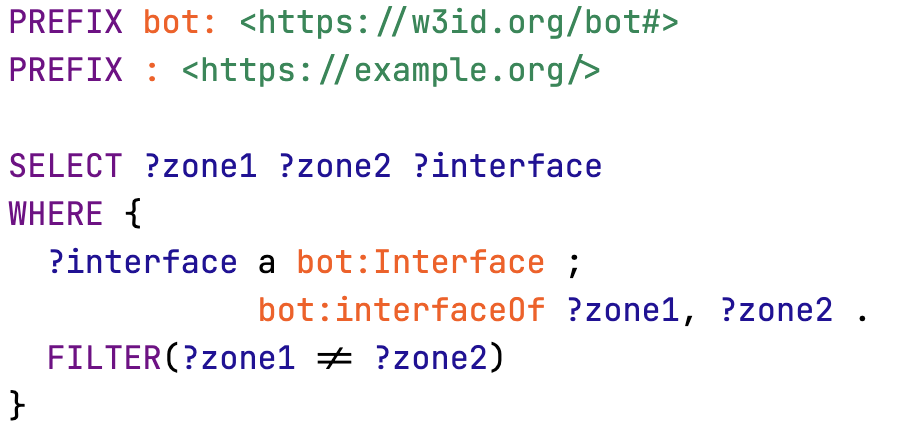 PREFIX bot: <https://w3id.org/bot#>
PREFIX : <https://example.org/>
SELECT ?zone1 ?zone2 ?interface
WHERE {
?interface a bot:Interface ;
bot:interfaceOf ?zone1, ?zone2 .
FILTER(?zone1 != ?zone2)
}